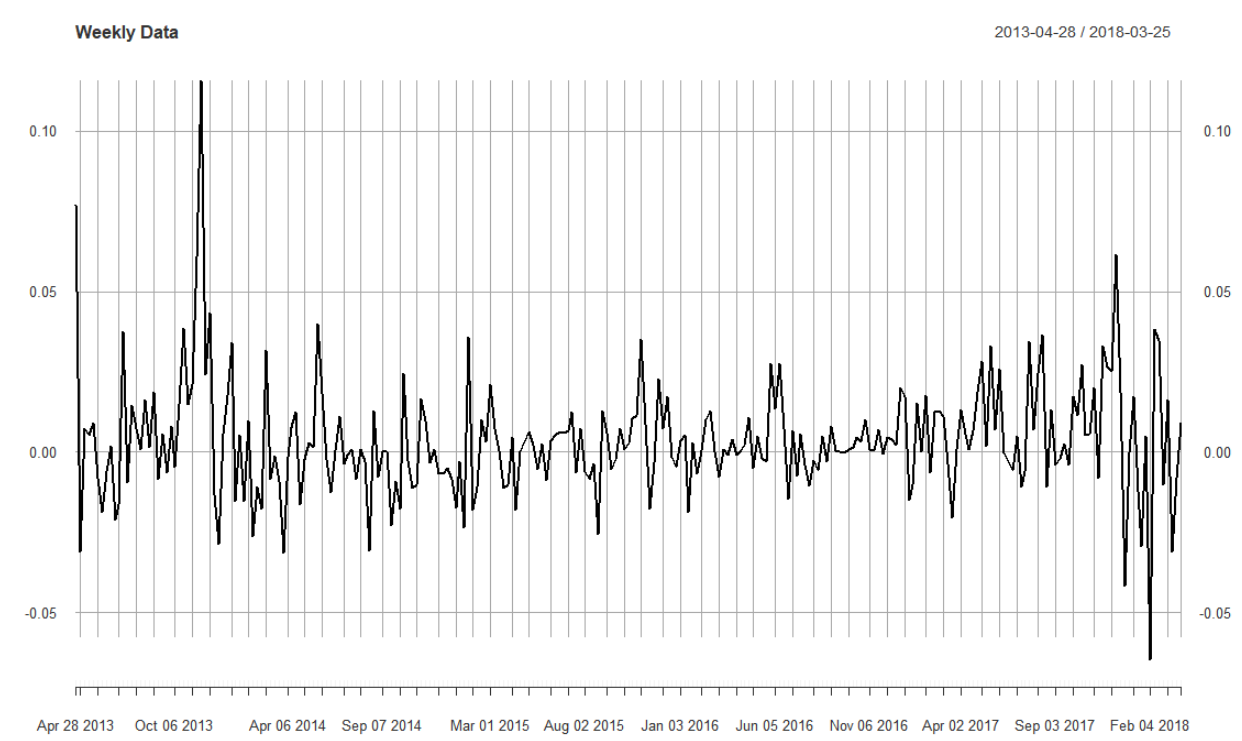 Weekly Data 2013-04-28 / 2018-03-25
0.10 0.10
0.05 0.05
0.00 0.00
-0.05 -0.05
Apr 28 2013 Oct 06 2013 Apr 06 2014 Sep 07 2014 Mar 01 2015 Aug 02 2015 Jan 03 2016 Jun 05 2016 Nov 06 2016 Apr 02 2017 Sep 03 2017 Feb 04 2018